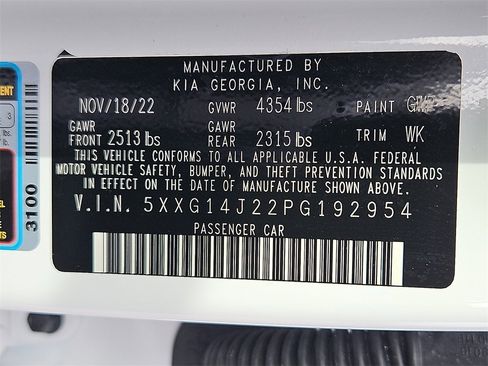 MANUFACTURED BY
KIA GEORGIA, INC.
NOV/18/22 GVWR 4354 lbs PAINT
GAWR FRONT 2513 lbs GAWR REAR 2315 lbs TRIM WK
THIS VEHICLE CONFORMS TO ALL APPLICABLE U.S.A. FEDERAL
MOTOR VEHICLE SAFETY, BUMPER, AND THEFT PREVENTION STANDARDS
IN EFFECT ON THE DATE OF MANUFACTURE SHOWN ABOVE.
V.I.N. 5XXG14J22PG192954
PASSENGER CAR
3100